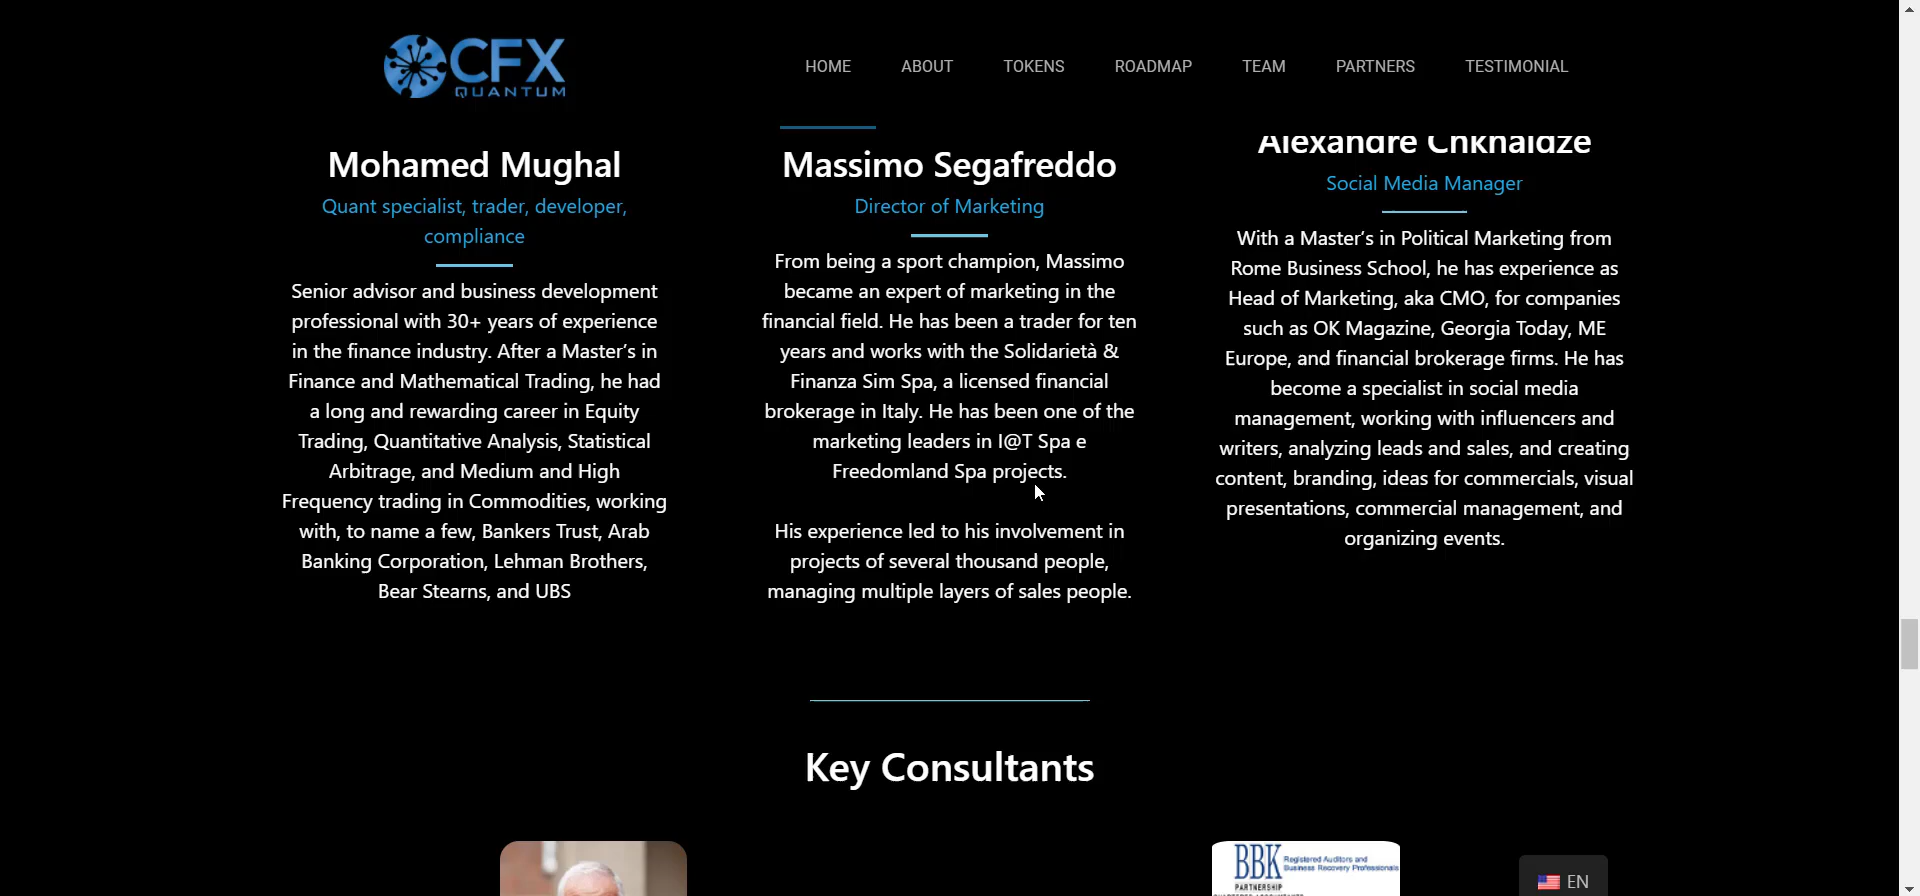 CFX
QUANTUM
HOME
ABOUT
TOKENS
ROADMAP
TEAM
PARTNERS
TESTIMONIAL
Mohamed Mughal
Quant specialist, trader, developer,
compliance
Senior advisor and business development
professional with 30+ years of experience
in the finance industry. After a Master's in
Finance and Mathematical Trading, he had
a long and rewarding career in Equity
Trading, Quantitative Analysis, Statistical
Arbitrage, and Medium and High
Frequency trading in Commodities, working
with, to name a few, Bankers Trust, Arab
Banking Corporation, Lehman Brothers,
Bear Stearns, and UBS
Massimo Segafreddo
Director of Marketing
From being a sport champion, Massimo
became an expert of marketing in the
financial field. He has been a trader for ten
years and works with the Solidarietà &
Finanza Sim Spa, a licensed financial
brokerage in Italy. He has been one of the
marketing leaders in I@T Spa e
Freedomland Spa projects.
His experience led to his involvement in
projects of several thousand people,
managing multiple layers of sales people.
Alexandre Chkhaidze
Social Media Manager
With a Master's in Political Marketing from
Rome Business School, he has experience as
Head of Marketing, aka CMO, for companies
such as OK Magazine, Georgia Today, ME
Europe, and financial brokerage firms. He has
become a specialist in social media
management, working with influencers and
writers, analyzing leads and sales, and creating
content, branding, ideas for commercials, visual
presentations, commercial management, and
organizing events.
Key Consultants
BBK
PARTNERSHIP
Registered Auditors and
Business Recovery Professionals
EN